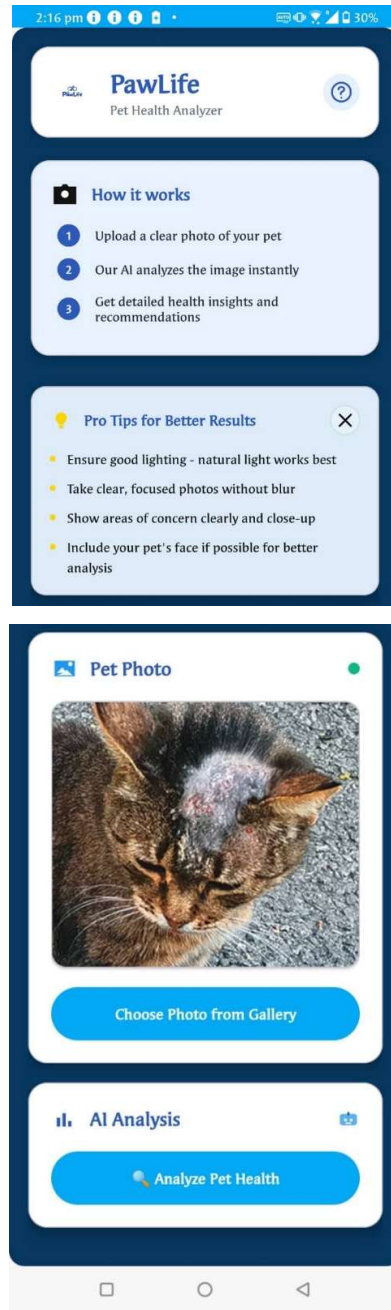 2:16 pm
30%
PawLife
PawLife
Pet Health Analyzer
How it works
1 Upload a clear photo of your pet
2 Our AI analyzes the image instantly
3 Get detailed health insights and
recommendations
Pro Tips for Better Results
Ensure good lighting - natural light works best
Take clear, focused photos without blur
Show areas of concern clearly and close-up
Include your pet's face if possible for better
analysis
Pet Photo
Choose Photo from Gallery
AI Analysis
Analyze Pet Health